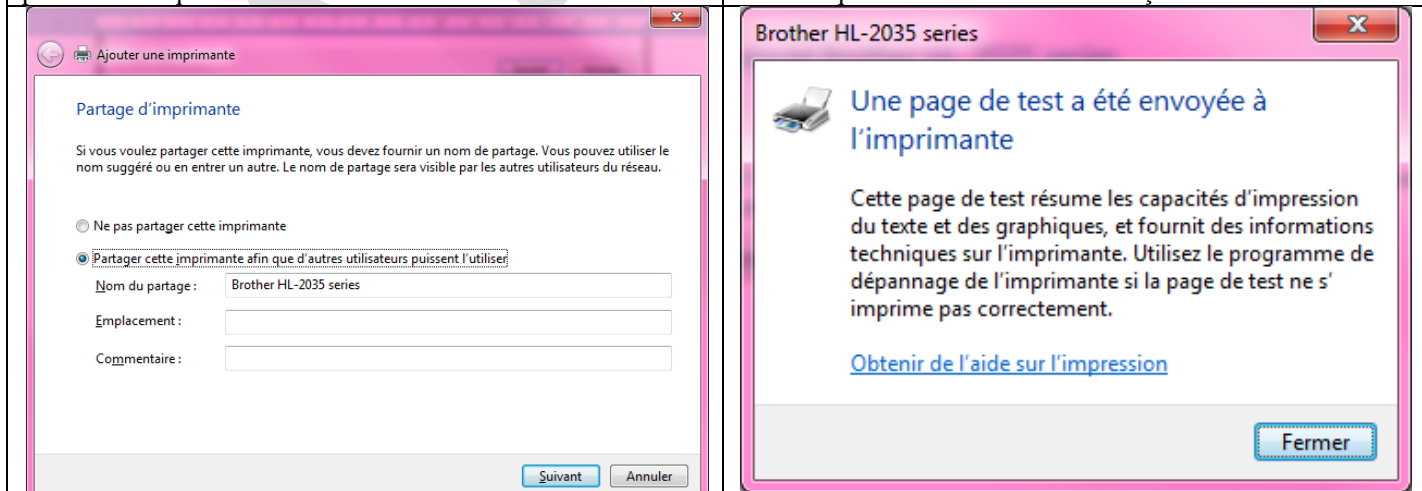 Ajouter une imprimante
Partage d'imprimante
Si vous voulez partager cette imprimante, vous devez fournir un nom de partage. Vous pouvez utiliser le
nom suggéré ou en entrer un autre. Le nom de partage sera visible par les autres utilisateurs du réseau.
Ne pas partager cette imprimante
Partager cette imprimante afin que d'autres utilisateurs puissent l'utiliser
Nom du partage :
Brother HL-2035 series
Emplacement :
Commentaire :
Suivant
Annuler
Brother HL-2035 series
Une page de test a été envoyée à
l'imprimante
Cette page de test résume les capacités d'impression
du texte et des graphiques, et fournit des informations
techniques sur l'imprimante. Utilisez le programme de
dépannage de l'imprimante si la page de test ne s'
imprime pas correctement.
Obtenir de l'aide sur l'impression
Fermer